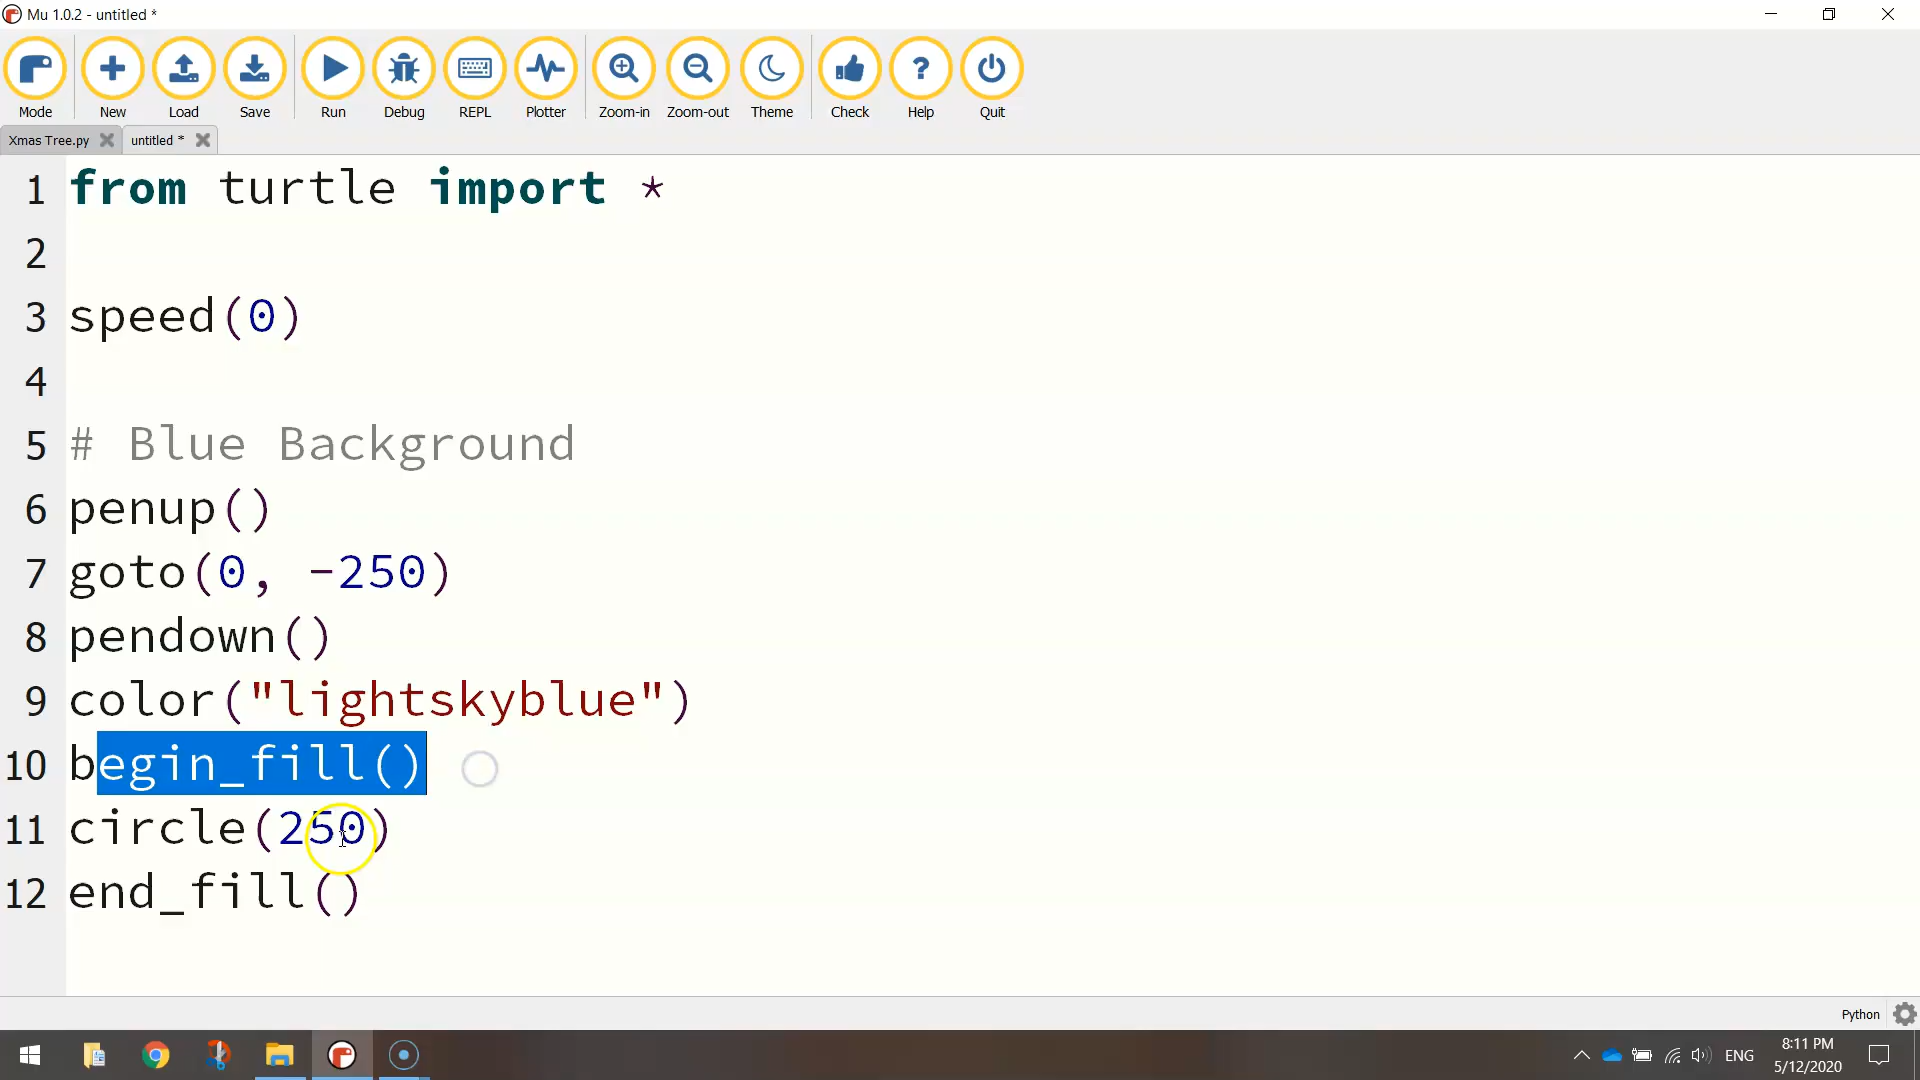 Mu 1.0.2 - untitled *
Mode New Load Save Run Debug REPL Plotter Zoom-in Zoom-out Theme Check Help Quit
Xmas Tree.py untitled *
1 from turtle import *
2
3 speed(0)
4
5 # Blue Background
6 penup()
7 goto(0, -250)
8 pendown()
9 color("lightskyblue")
10 begin_fill()
11 circle(250)
12 end_fill()
Python
ENG
8:11 PM
5/12/2020